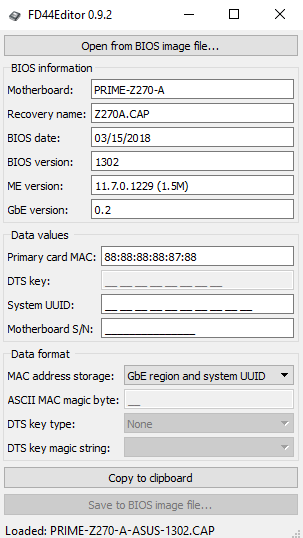 FD44Editor 0.9.2
Open from BIOS image file...
BIOS information
Motherboard: PRIME-Z270-A
Recovery name: Z270A.CAP
BIOS date: 03/15/2018
BIOS version: 1302
ME version: 11.7.0.1229 (1.5M)
GbE version: 0.2
Data values
Primary card MAC: 88:88:88:88:87:88
DTS key: __ __ __ __ __ __ __ __
System UUID: __ __ __ __ __ __ __ __ __ __
Motherboard S/N: _______________
Data format
MAC address storage: GbE region and system UUID
ASCII MAC magic byte: __
DTS key type: None
DTS key magic string:
Copy to clipboard
Save to BIOS image file...
Loaded: PRIME-Z270-A-ASUS-1302.CAP